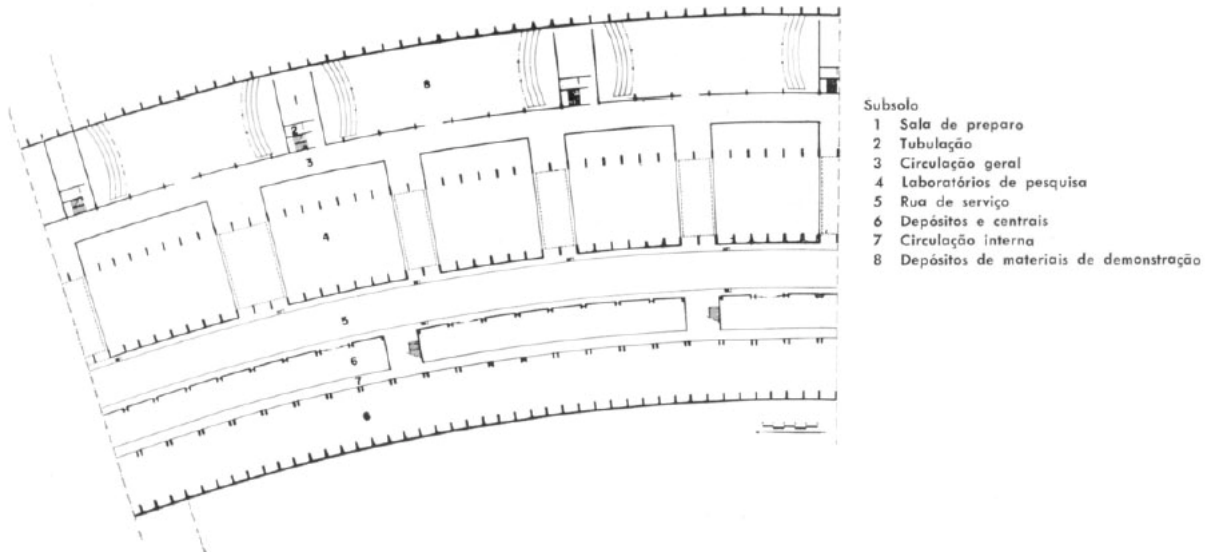 8
1
2
3
4
5
6
7
6
Subsolo
1 Sala de preparo
2 Tubulação
3 Circulação geral
4 Laboratórios de pesquisa
5 Rua de serviço
6 Depósitos e centrais
7 Circulação interna
8 Depósitos de materiais de demonstração